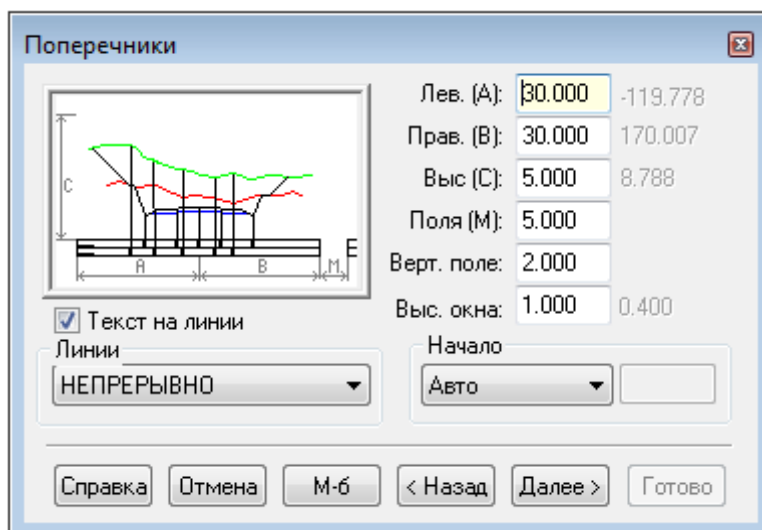 Поперечники
Лев. (A): 30.000 -119.778
Прав. (B): 30.000 170.007
Выс (C): 5.000 8.788
Поля (M): 5.000
Верт. поле: 2.000
Выс. окна: 1.000 0.400
C
A B M
Текст на линии
Линии
НЕПРЕРЫВНО
Начало
Авто
Справка Отмена М-б < Назад Далее > Готово